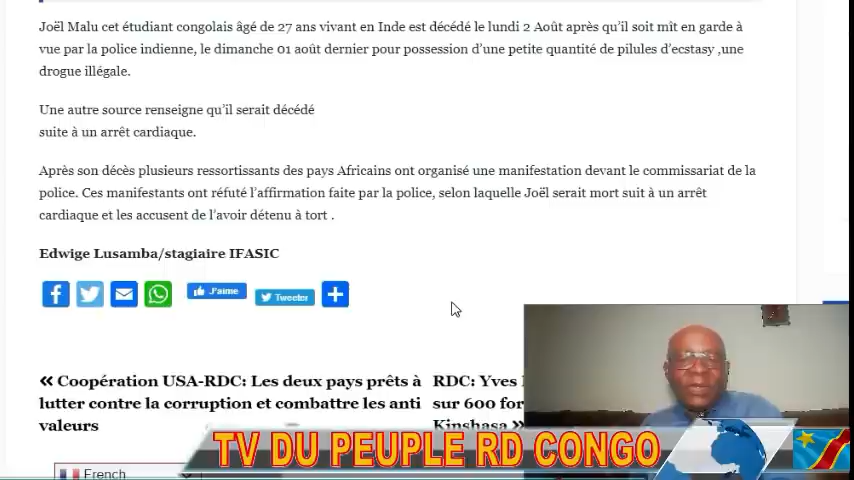 Joël Malu cet étudiant congolais âgé de 27 ans vivant en Inde est décédé le lundi 2 Août après qu'il soit mît en garde à
vue par la police indienne, le dimanche 01 août dernier pour possession d'une petite quantité de pilules d'ecstasy ,une
drogue illégale.
Une autre source renseigne qu'il serait décédé
suite à un arrêt cardiaque.
Après son décès plusieurs ressortissants des pays Africains ont organisé une manifestation devant le commissariat de la
police. Ces manifestants ont réfuté l'affirmation faite par la police, selon laquelle Joël serait mort suit à un arrêt
cardiaque et les accusent de l'avoir détenu à tort .
Edwige Lusamba/stagiaire IFASIC
J'aime
Tweeter
« Coopération USA-RDC: Les deux pays prêts à
lutter contre la corruption et combattre les anti
valeurs
RDC: Yves
sur 600 for
Kinshasa »
TV DU PEUPLE RD CONGO
French